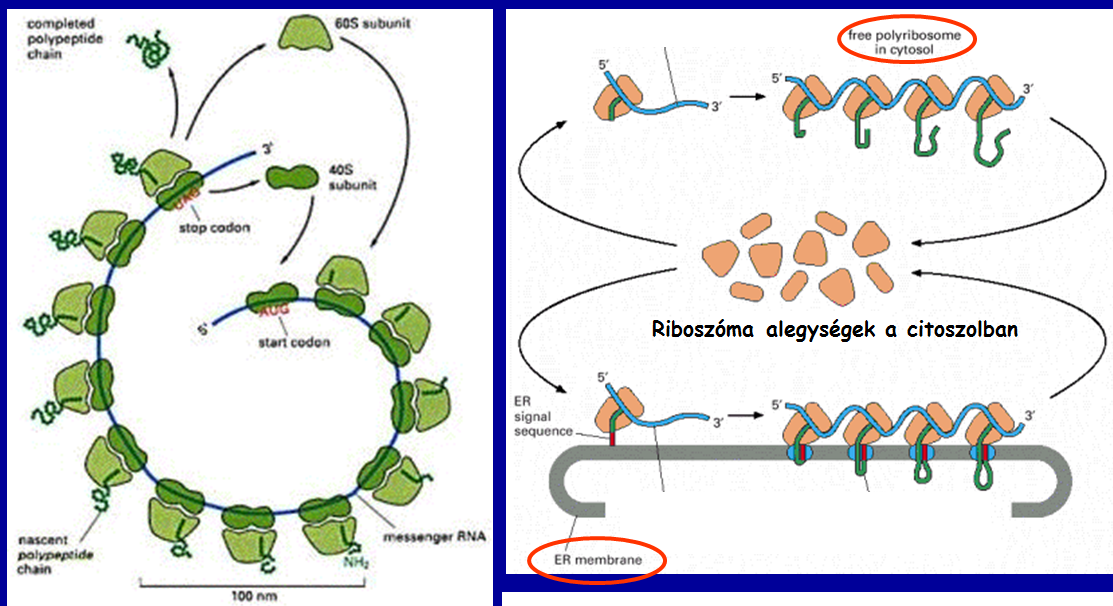 completed
polypeptide
chain
60S subunit
3'
40S
subunit
UAG
stop codon
5'
AUG
start codon
nascent
polypeptide
chain
messenger RNA
NH₂
100 nm
free polyribosome
in cytosol
5'
3'
5'
3'
Riboszóma alegységek a citoszolban
ER
signal
sequence
5'
3'
5'
3'
ER membrane